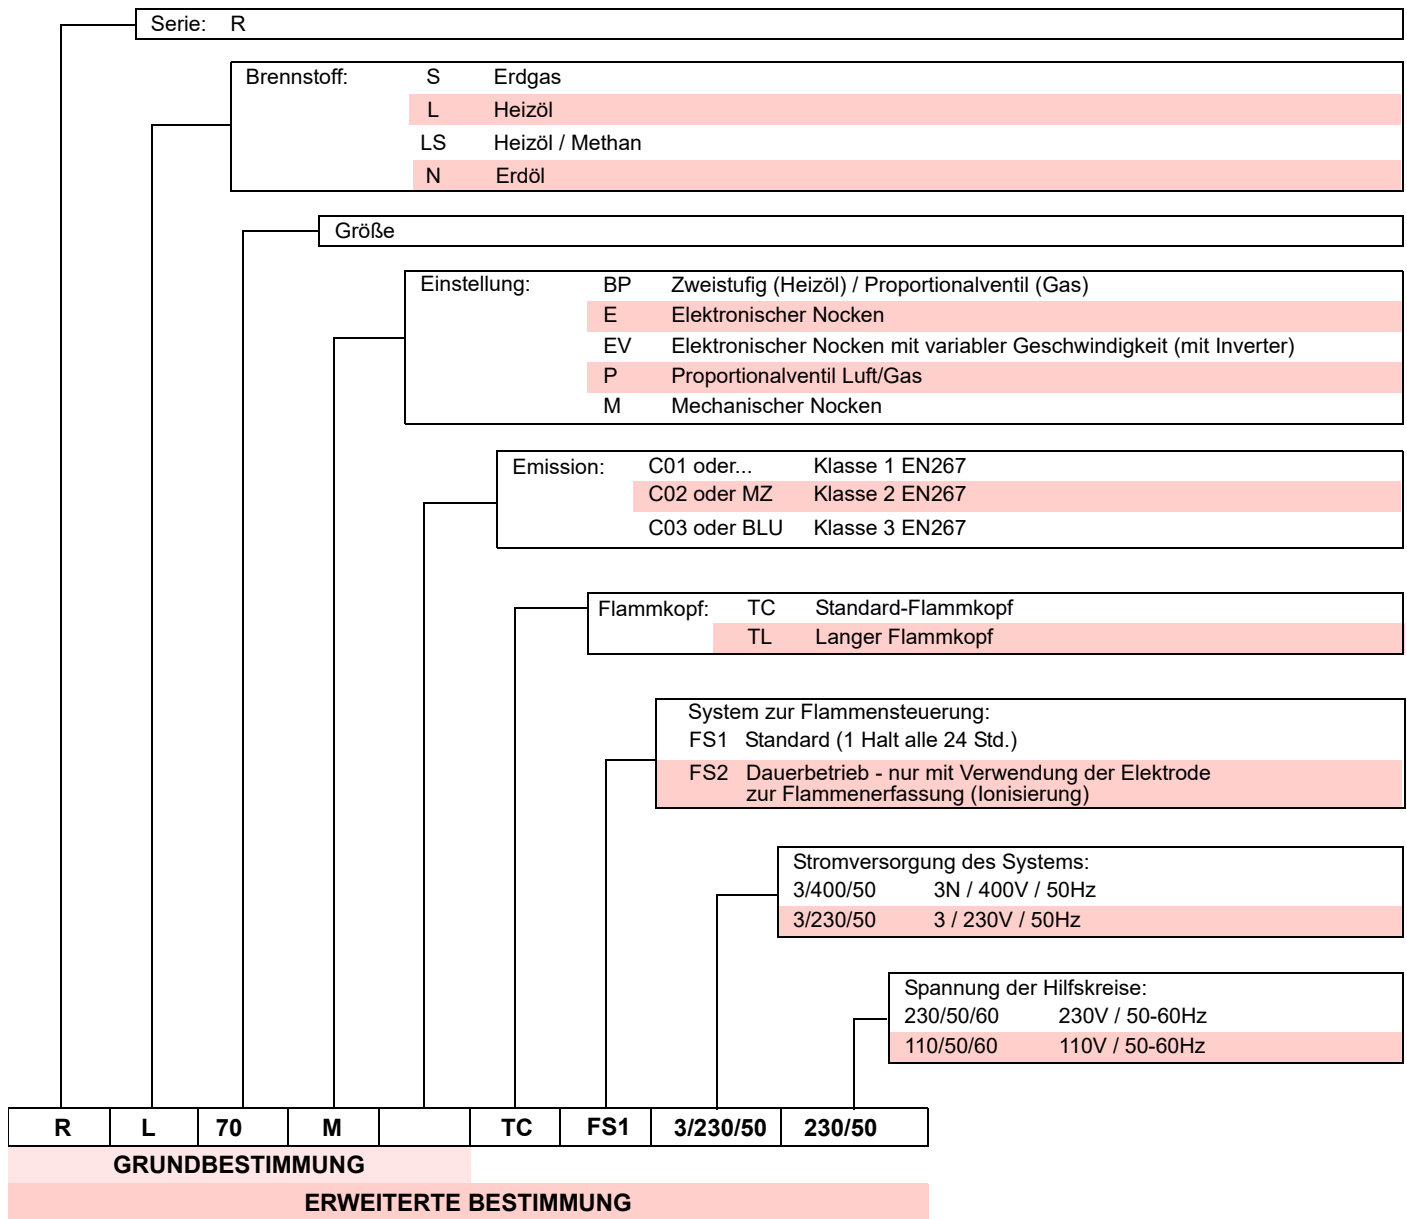 Serie: R
Brennstoff: S Erdgas
L Heizöl
LS Heizöl / Methan
N Erdöl
Größe
Einstellung: BP Zweistufig (Heizöl) / Proportionalventil (Gas)
E Elektronischer Nocken
EV Elektronischer Nocken mit variabler Geschwindigkeit (mit Inverter)
P Proportionalventil Luft/Gas
M Mechanischer Nocken
Emission: C01 oder... Klasse 1 EN267
C02 oder MZ Klasse 2 EN267
C03 oder BLU Klasse 3 EN267
Flammkopf: TC Standard-Flammkopf
TL Langer Flammkopf
System zur Flammensteuerung:
FS1 Standard (1 Halt alle 24 Std.)
FS2 Dauerbetrieb - nur mit Verwendung der Elektrode
zur Flammenerfassung (Ionisierung)
Stromversorgung des Systems:
3/400/50 3N / 400V / 50Hz
3/230/50 3 / 230V / 50Hz
Spannung der Hilfskreise:
230/50/60 230V / 50-60Hz
110/50/60 110V / 50-60Hz
R L 70 M TC FS1 3/230/50 230/50
GRUNDBESTIMMUNG
ERWEITERTE BESTIMMUNG